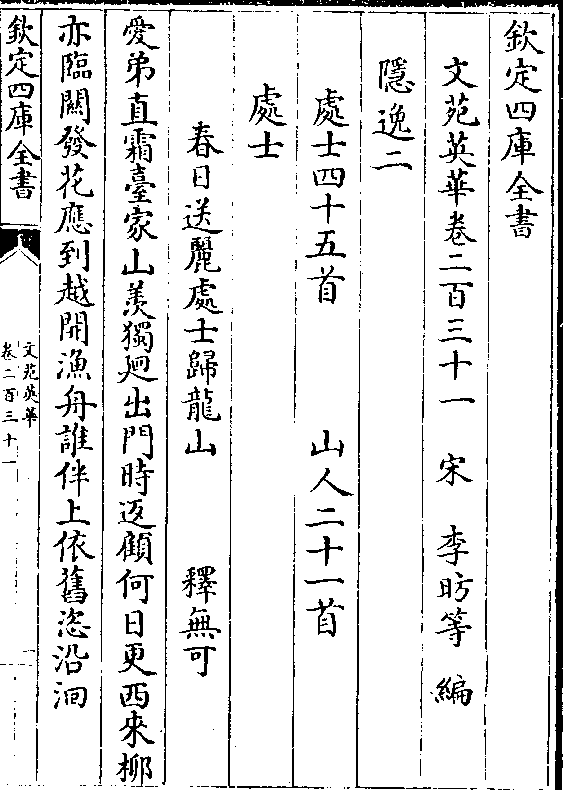 欽定四庫全書
文苑英華卷二百三十一　宋　李昉等　編
隱逸二
處士四十五首　山人二十一首
處士
春日送麗處士歸龍山　釋無可
愛弟直霜臺家山羨獨廻出門時返顧何日更西來柳
亦臨關發花應到越開漁舟誰伴上依舊恣沿洄
欽定四庫全書
文苑英華
卷二百三十一